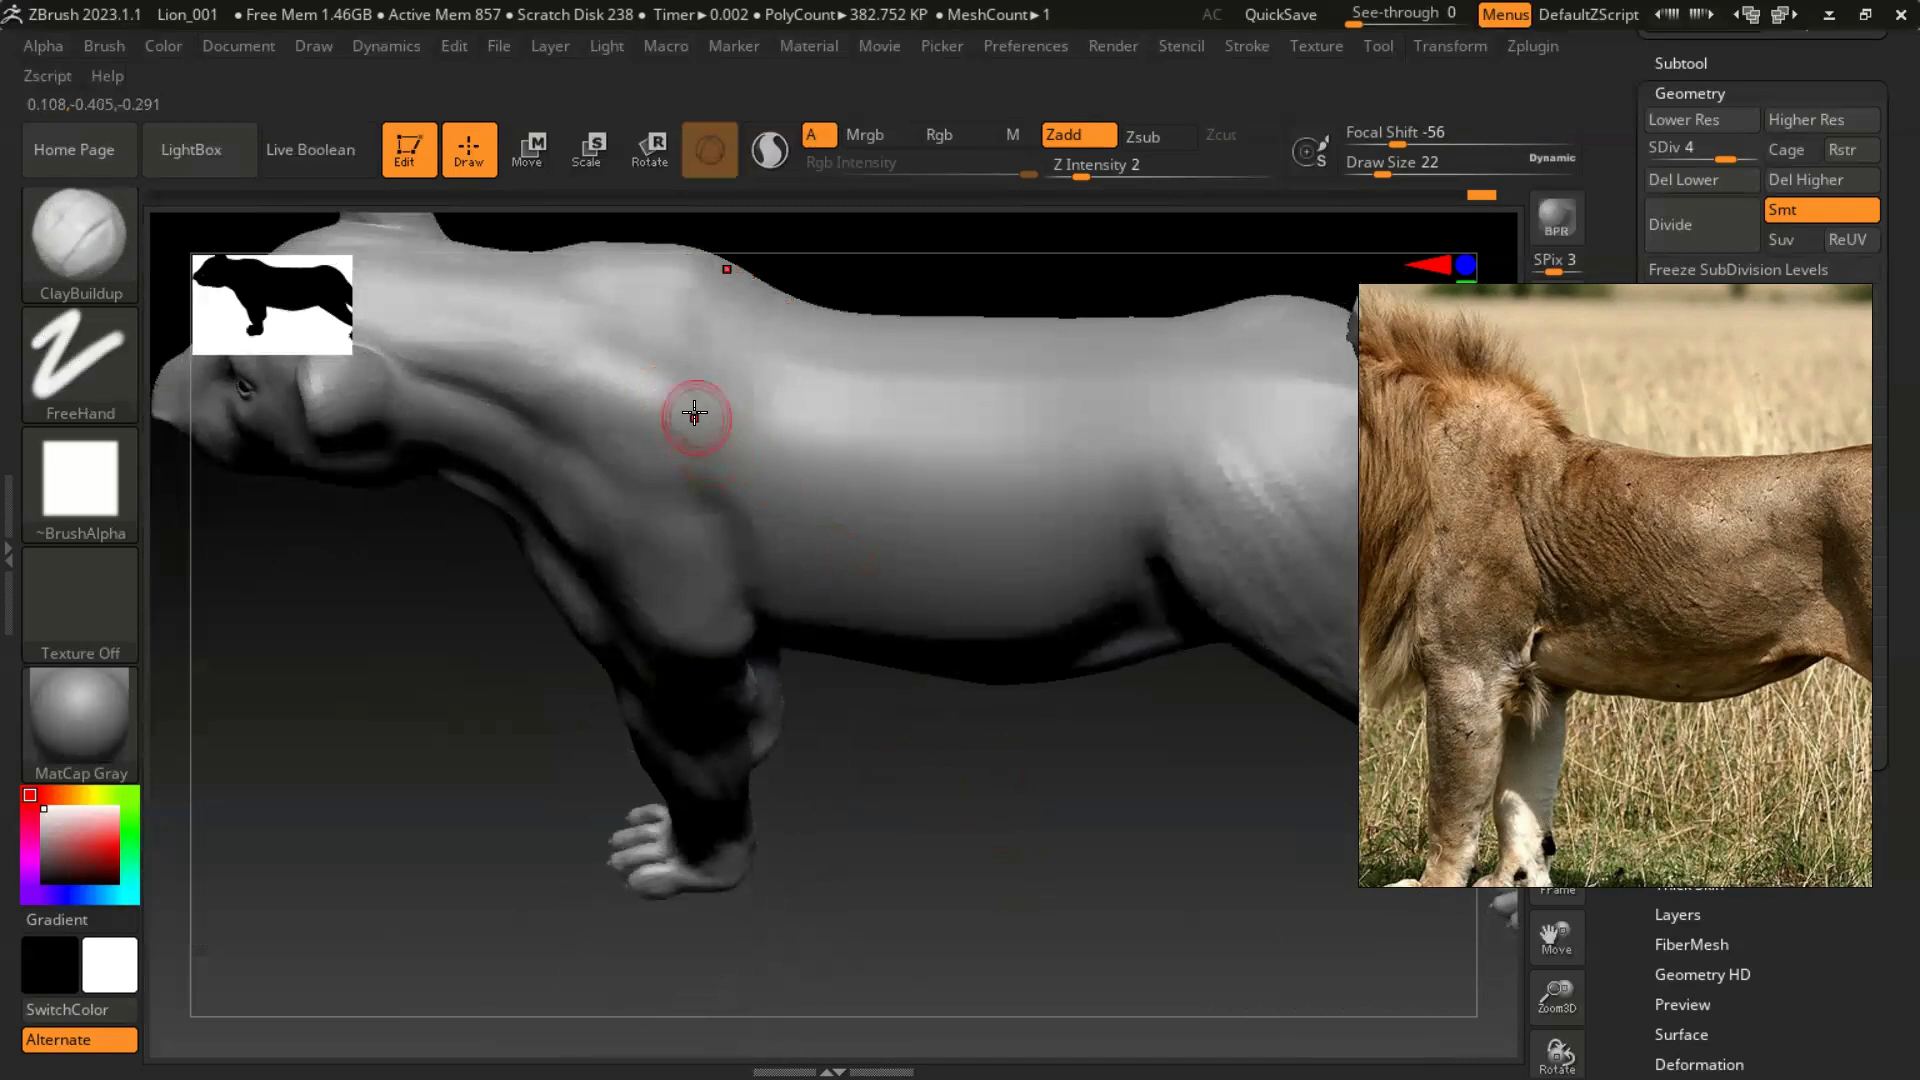 ZBrush 2023.1.1 Lion_001 • Free Mem 1.46GB • Active Mem 857 • Scratch Disk 238 • Timer►0.002 • PolyCount►382.752 KP • MeshCount►1 AC QuickSave See-through 0 Menus DefaultZScript
Alpha Brush Color Document Draw Dynamics Edit File Layer Light Macro Marker Material Movie Picker Preferences Render Stencil Stroke Texture Tool Transform Zplugin
Zscript Help
0.108,-0.405,-0.291
Home Page LightBox Live Boolean Edit Draw Move Scale Rotate
A Mrgb Rgb M Zadd Zsub Zcut
Rgb Intensity Z Intensity 2
Focal Shift -56
Draw Size 22 Dynamic
ClayBuildup
FreeHand
~BrushAlpha
Texture Off
MatCap Gray
Gradient
SwitchColor
Alternate
BPR
SPix 3
Frame
Move
Zoom3D
Rotate
Subtool
Geometry
Lower Res Higher Res
SDiv 4 Cage Rstr
Del Lower Del Higher
Divide Smt
Suv ReUV
Freeze SubDivision Levels
Layers
FiberMesh
Geometry HD
Preview
Surface
Deformation